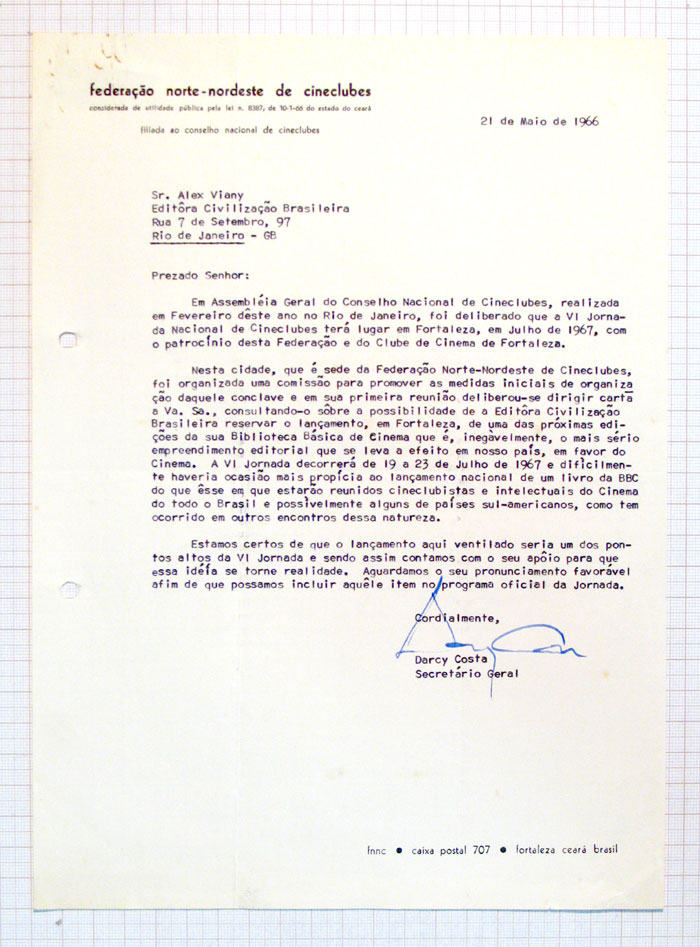 federação norte-nordeste de cineclubes
considerada de utilidade pública pela lei n. 8387, de 10-1-66 do estado do ceará
filiada ao conselho nacional de cineclubes
21 de Maio de 1966
Sr. Alex Viany
Editôra Civilização Brasileira
Rua 7 de Setembro, 97
Rio de Janeiro - GB
Prezado Senhor:
Em Assembléia Geral do Conselho Nacional de Cineclubes, realizada
em Fevereiro dêste ano no Rio de Janeiro, foi deliberado que a VI Jorna-
da Nacional de Cineclubes terá lugar em Fortaleza, em Julho de 1967, com
o patrocínio desta Federação e do Clube de Cinema de Fortaleza.
Nesta cidade, que é sede da Federação Norte-Nordeste de Cineclubes,
foi organizada uma comissão para promover as medidas iniciais de organiza
ção daquele conclave e em sua primeira reunião deliberou-se dirigir carta
a Va. Sa., consultando-o sôbre a possibilidade de a Editôra Civilização
Brasileira reservar o lançamento, em Fortaleza, de uma das próximas edi-
ções da sua Biblioteca Básica de Cinema que é, inegàvelmente, o mais sério
empreendimento editorial que se leva a efeito em nosso país, em favor do
Cinema. A VI Jornada decorrerá de 19 a 23 de Julho de 1967 e dificilmen-
te haveria ocasião mais propícia ao lançamento nacional de um livro da BBC
do que êsse em que estarão reunidos cineclubistas e intelectuais do Cinema
do todo o Brasil e possivelmente alguns de países sul-americanos, como tem
ocorrido em outros encontros dessa natureza.
Estamos certos de que o lançamento aqui ventilado seria um dos pon-
tos altos da VI Jornada e sendo assim contamos com o seu apôio para que
essa idéia se torne realidade. Aguardamos o seu pronunciamento favorável
afim de que possamos incluir aquêle item no programa oficial da Jornada.
Cordialmente,
Darcy Costa
Secretário Geral
fnnc • caixa postal 707 • fortaleza ceará brasil